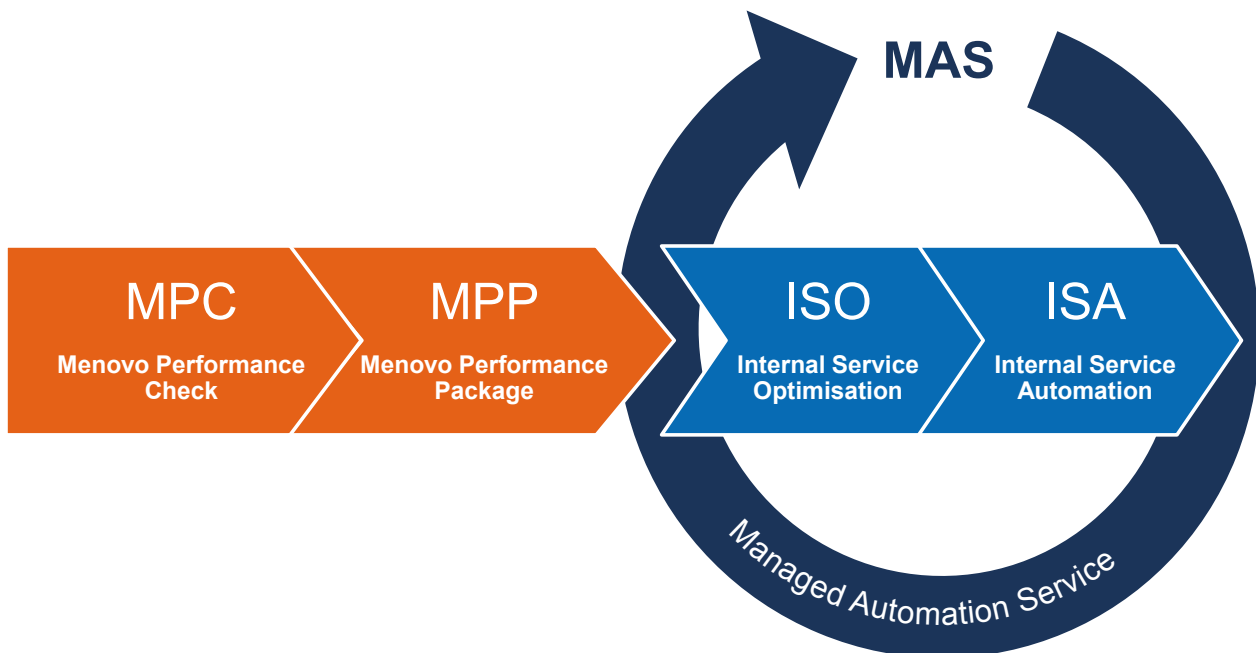 MAS
MPC
Menovo Performance
Check
MPP
Menovo Performance
Package
ISO
Internal Service
Optimisation
ISA
Internal Service
Automation
Managed Automation Service